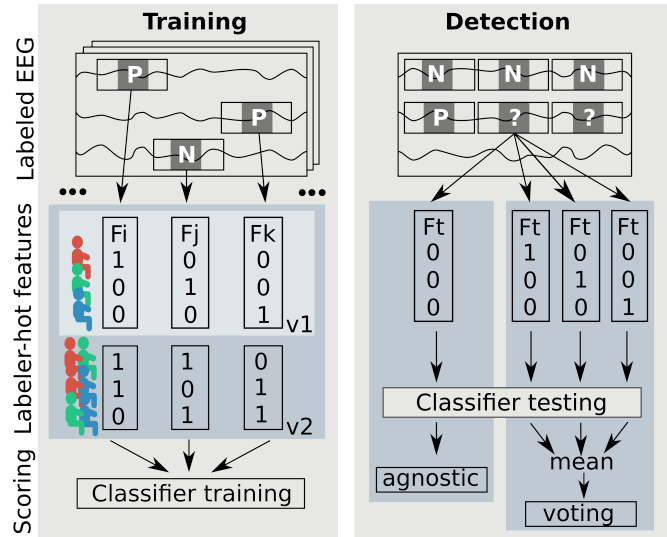 Training
Detection
Labeled EEG
P
P
N
N N N
P ? ?
•••
•••
Labeler-hot features
Fi Fj Fk
1 0 0
0 1 0
0 0 1
v1
1 1 0
1 0 1
0 1 1
v2
Ft Ft Ft Ft
0 1 0 0
0 0 1 0
0 0 0 1
Scoring
Classifier training
Classifier testing
agnostic
mean
voting